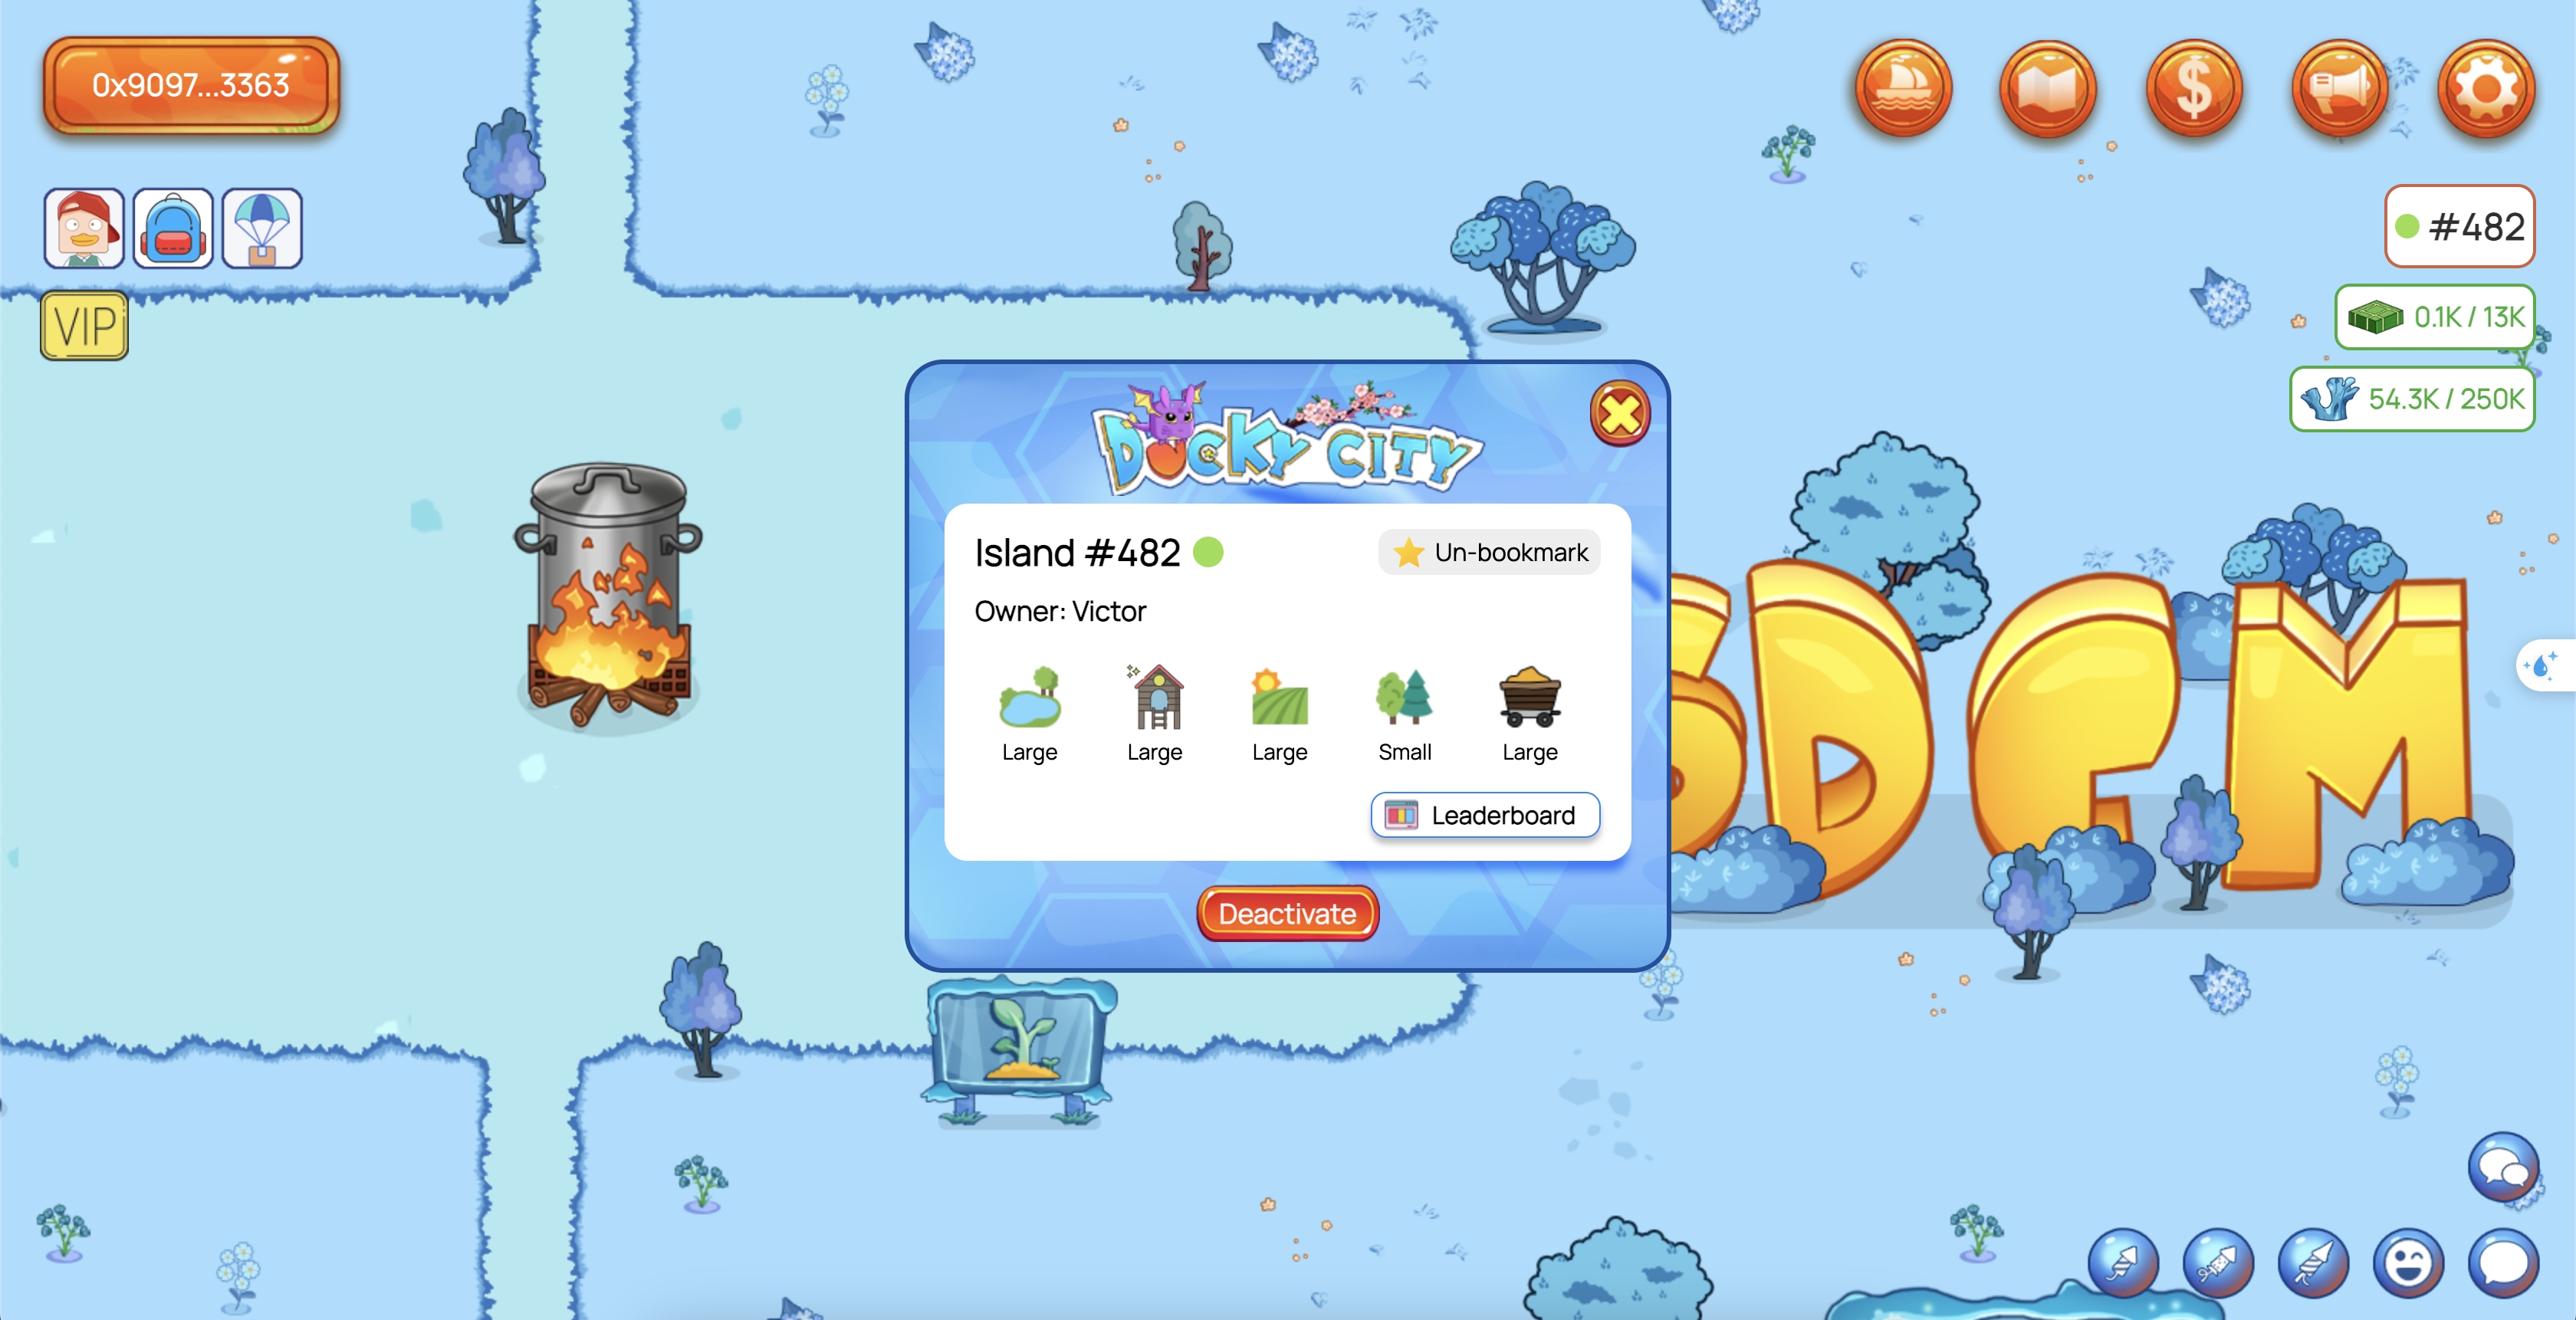 0x9097...3363
VIP
#482
0.1K / 13K
54.3K / 250K
DUCKY CITY
Island #482
Un-bookmark
Owner: Victor
Large
Large
Large
Small
Large
Leaderboard
Deactivate